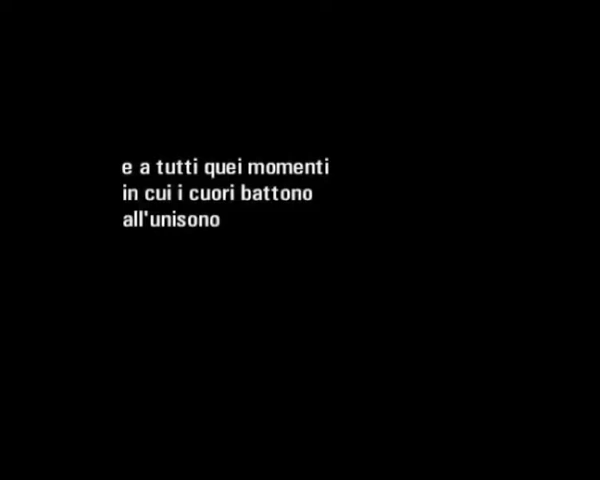 e a tutti quei momenti
in cui i cuori battono
all'unisono